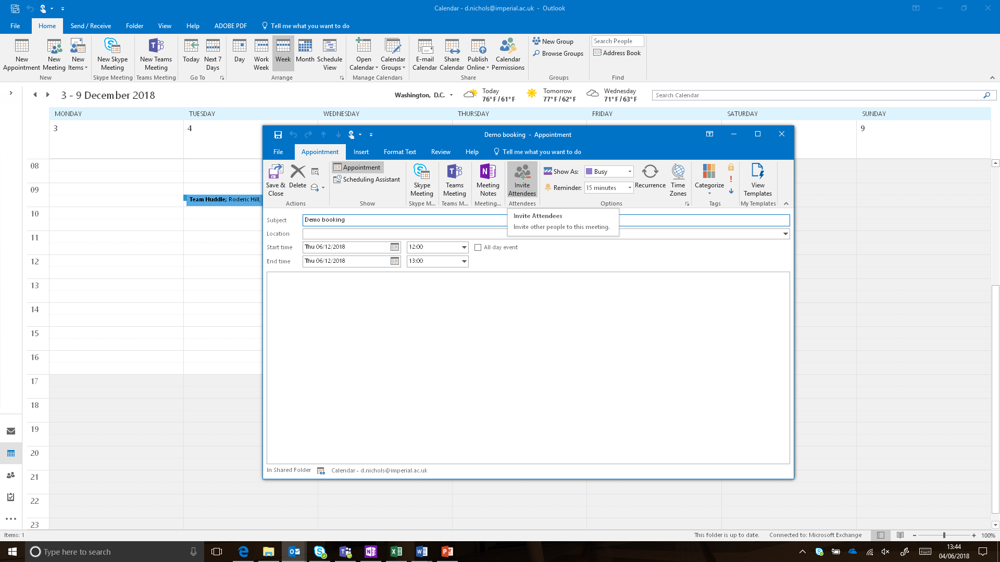 Calendar - d.nichols@imperial.ac.uk - Outlook
File Home Send / Receive Folder View Help ADOBE PDF Tell me what you want to do
New Appointment
New Meeting
New Items
New
New Skype Meeting
Skype Meeting
New Teams Meeting
Teams Meeting
Today
Next 7 Days
Go To
Day
Work Week
Week
Month
Schedule View
Arrange
Open Calendar
Calendar Groups
Manage Calendars
E-mail Calendar
Share Calendar
Publish Online
Calendar Permissions
Share
New Group
Browse Groups
Groups
Search People
Address Book
Find
3 - 9 December 2018
Washington, D.C.
Today
76°F / 61°F
Tomorrow
77°F / 62°F
Wednesday
71°F / 63°F
Search Calendar
MONDAY TUESDAY WEDNESDAY THURSDAY FRIDAY SATURDAY SUNDAY
3 4 9
08
09
Team Huddle; Roderic Hill,
10
11
12
13
14
15
16
17
18
19
20
21
22
23
Demo booking - Appointment
File Appointment Insert Format Text Review Help Tell me what you want to do
Save & Close
Delete
Actions
Appointment
Scheduling Assistant
Show
Skype Meeting
Skype M...
Teams Meeting
Teams M...
Meeting Notes
Meeting...
Invite Attendees
Attendees
Show As: Busy
Reminder: 15 minutes
Recurrence
Time Zones
Options
Categorize
Tags
View Templates
My Templates
Invite Attendees
Invite other people to this meeting.
Subject Demo booking
Location
Start time Thu 06/12/2018 12:00 All day event
End time Thu 06/12/2018 13:00
In Shared Folder Calendar - d.nichols@imperial.ac.uk
Items: 1 This folder is up to date. Connected to: Microsoft Exchange 100%
Type here to search
13:44
04/06/2018